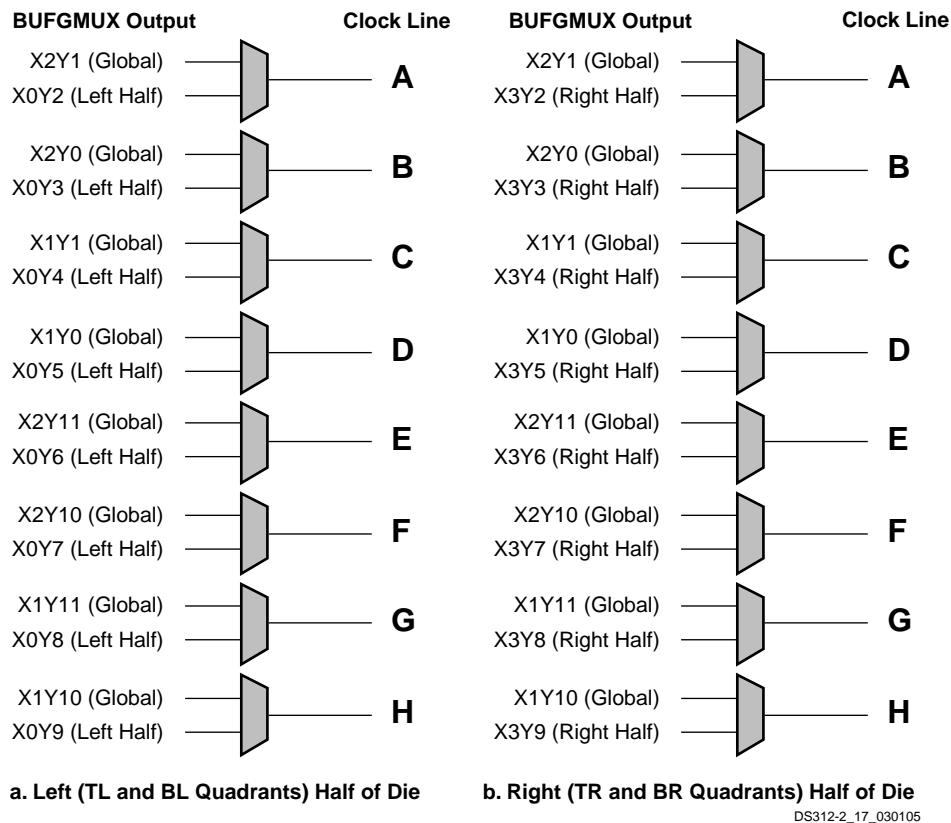 BUFGMUX Output Clock Line
X2Y1 (Global)
X0Y2 (Left Half)
A
X2Y0 (Global)
X0Y3 (Left Half)
B
X1Y1 (Global)
X0Y4 (Left Half)
C
X1Y0 (Global)
X0Y5 (Left Half)
D
X2Y11 (Global)
X0Y6 (Left Half)
E
X2Y10 (Global)
X0Y7 (Left Half)
F
X1Y11 (Global)
X0Y8 (Left Half)
G
X1Y10 (Global)
X0Y9 (Left Half)
H
a. Left (TL and BL Quadrants) Half of Die
BUFGMUX Output Clock Line
X2Y1 (Global)
X3Y2 (Right Half)
A
X2Y0 (Global)
X3Y3 (Right Half)
B
X1Y1 (Global)
X3Y4 (Right Half)
C
X1Y0 (Global)
X3Y5 (Right Half)
D
X2Y11 (Global)
X3Y6 (Right Half)
E
X2Y10 (Global)
X3Y7 (Right Half)
F
X1Y11 (Global)
X3Y8 (Right Half)
G
X1Y10 (Global)
X3Y9 (Right Half)
H
b. Right (TR and BR Quadrants) Half of Die
DS312-2_17_030105